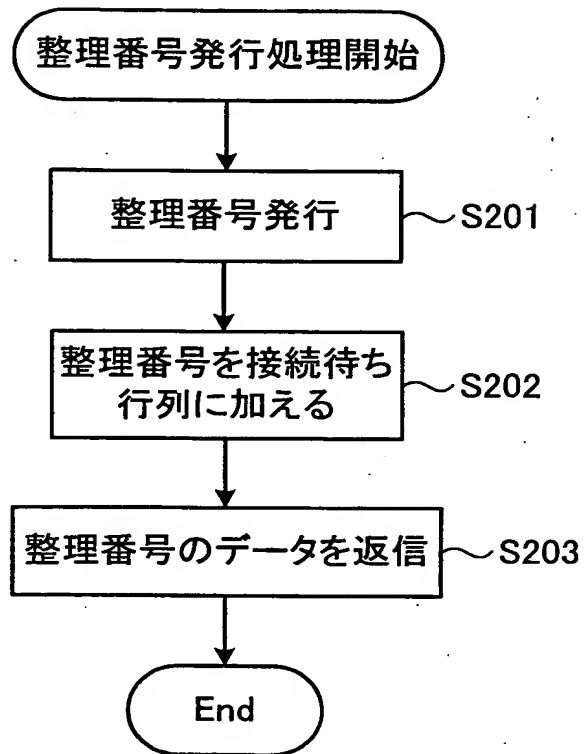 整理番号発行処理開始
整理番号発行
S201
整理番号を接続待ち
行列に加える
S202
整理番号のデータを返信
S203
End